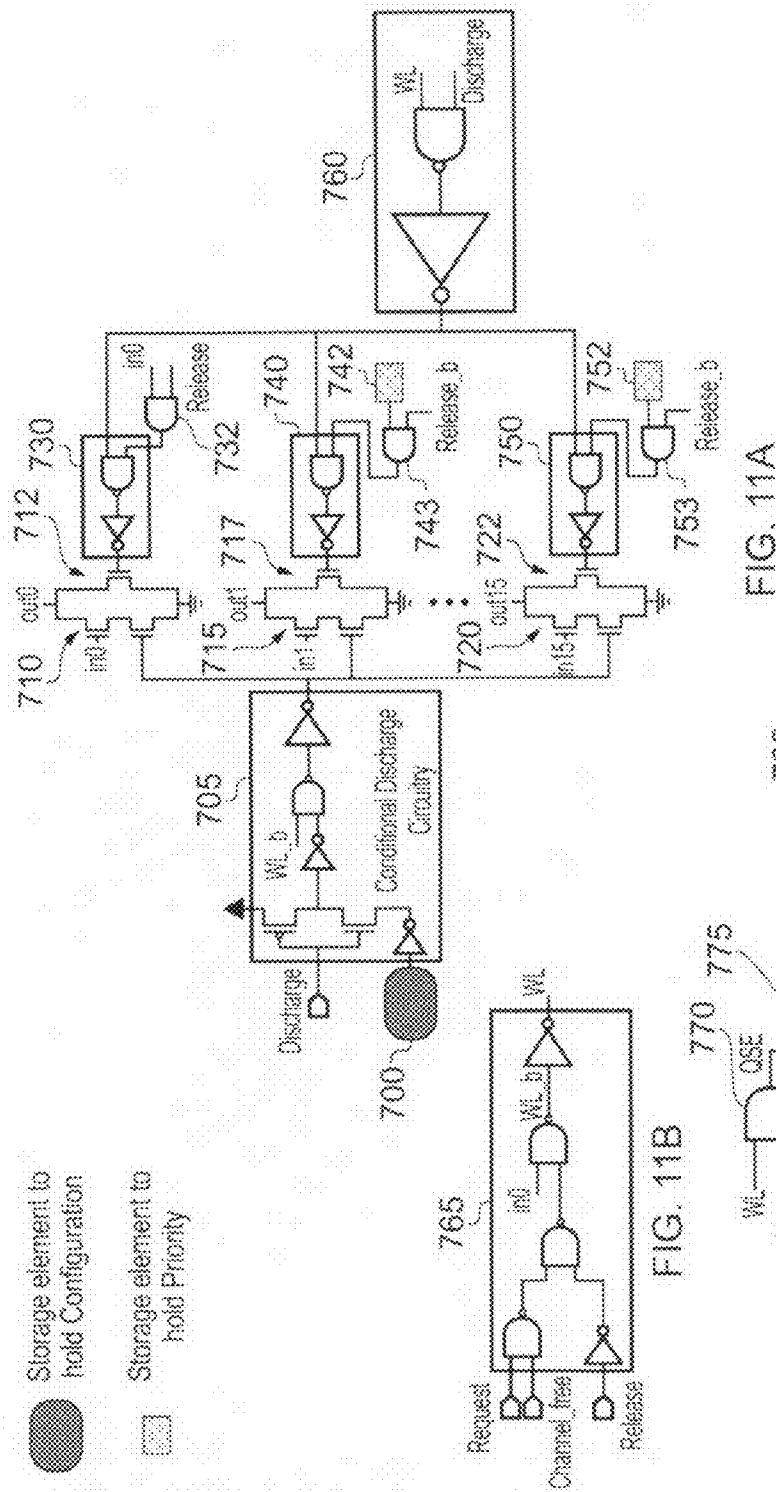 Storage element to
hold Configuration
Storage element to
hold Priority
Discharge
700
705
WL_b
Conditional Discharge
Circuitry
710
in0
out0
712
730
in0
Release
732
715
in1
out1
717
740
742
Release_b
743
720
in15
out15
722
750
752
Release_b
753
760
WL
Discharge
FIG. 11A
Request
Channel_free
Release
765
in0
WL_b
WL
FIG. 11B
WL
770
QSE
775